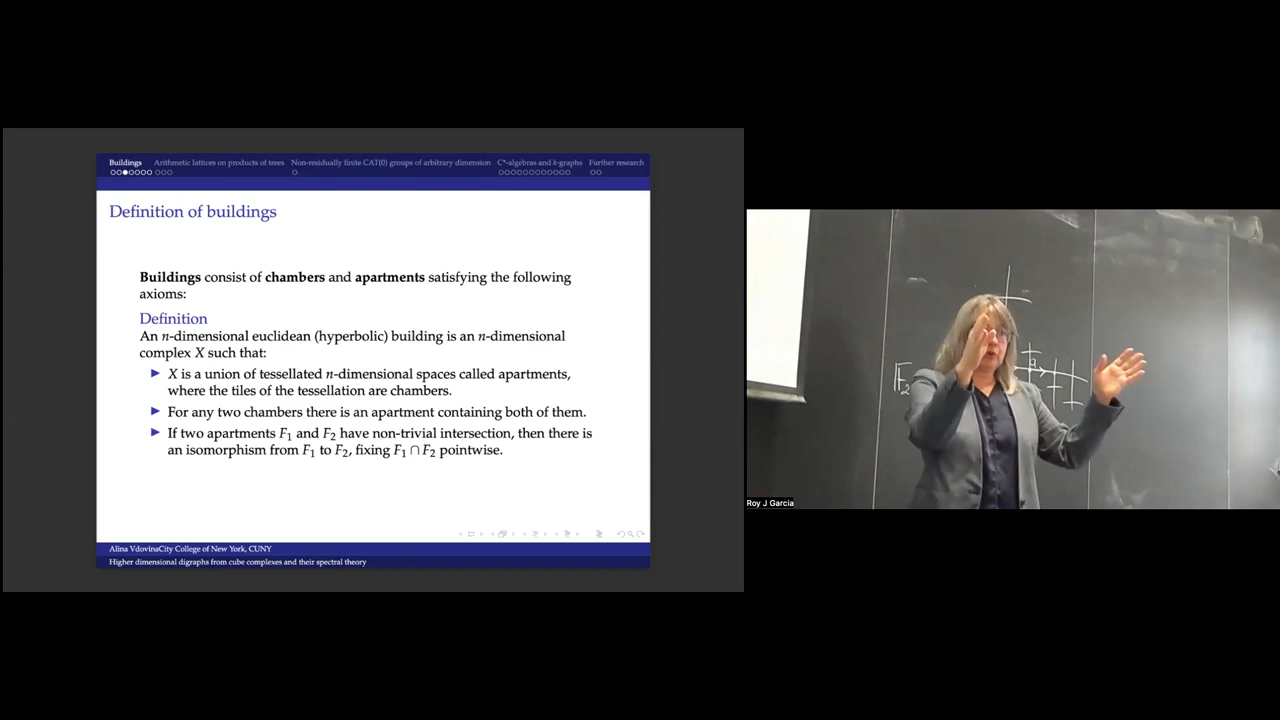 Buildings Arithmetic lattices on products of trees Non-residually finite CAT(0) groups of arbitrary dimension C*-algebras and k-graphs Further research
Definition of buildings
Buildings consist of chambers and apartments satisfying the following
axioms:
Definition
An n-dimensional euclidean (hyperbolic) building is an n-dimensional
complex X such that:
X is a union of tessellated n-dimensional spaces called apartments,
where the tiles of the tessellation are chambers.
For any two chambers there is an apartment containing both of them.
If two apartments F₁ and F₂ have non-trivial intersection, then there is
an isomorphism from F₁ to F₂, fixing F₁ ∩ F₂ pointwise.
Alina VdovinaCity College of New York, CUNY
Higher dimensional digraphs from cube complexes and their spectral theory
F₂
Roy J Garcia